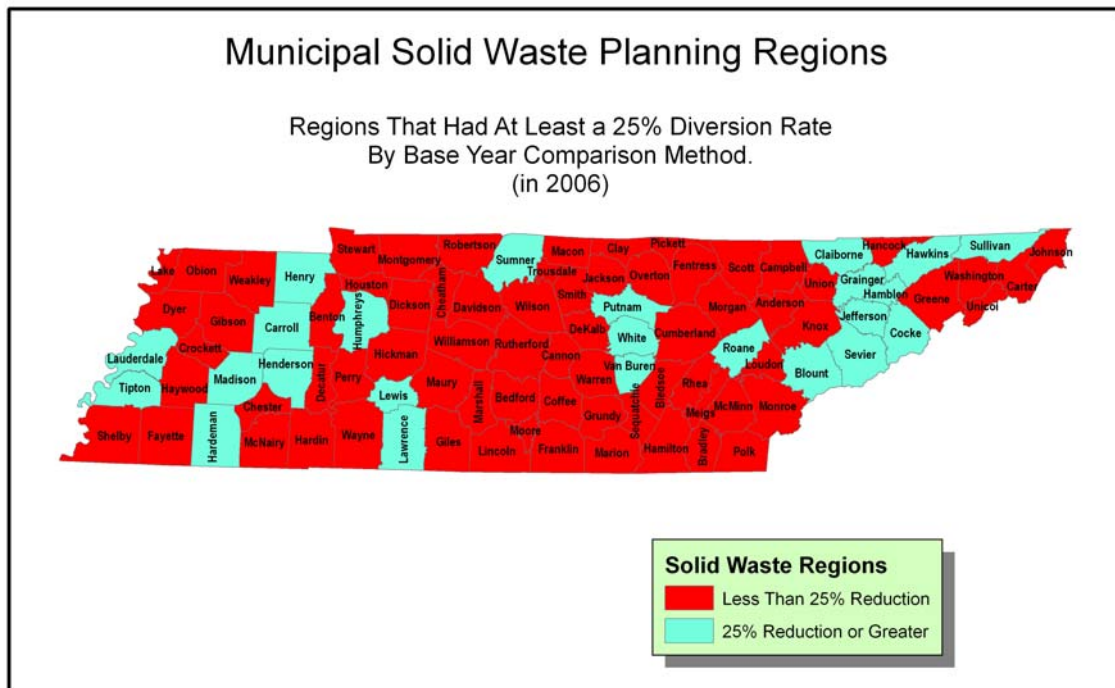 Municipal Solid Waste Planning Regions
Regions That Had At Least a 25% Diversion Rate
By Base Year Comparison Method.
(in 2006)
Lake
Obion
Weakley
Henry
Stewart
Montgomery
Robertson
Sumner
Macon
Clay
Pickett
Trousdale
Jackson
Overton
Fentress
Scott
Campbell
Claiborne
Hancock
Hawkins
Sullivan
Johnson
Washington
Carter
Unicoi
Greene
Hamblen
Grainger
Union
Jefferson
Cocke
Sevier
Blount
Knox
Anderson
Morgan
Roane
Loudon
Cumberland
Putnam
White
Van Buren
DeKalb
Smith
Wilson
Davidson
Cheatham
Dickson
Houston
Humphreys
Benton
Carroll
Gibson
Dyer
Crockett
Lauderdale
Tipton
Haywood
Madison
Henderson
Decatur
Perry
Hickman
Williamson
Rutherford
Cannon
Warren
Lewis
Maury
Marshall
Bedford
Coffee
Grundy
Sequatchie
Bledsoe
Rhea
Meigs
McMinn
Monroe
Polk
Bradley
Hamilton
Marion
Franklin
Moore
Lincoln
Giles
Lawrence
Wayne
Hardin
McNairy
Chester
Hardeman
Fayette
Shelby
Solid Waste Regions
Less Than 25% Reduction
25% Reduction or Greater